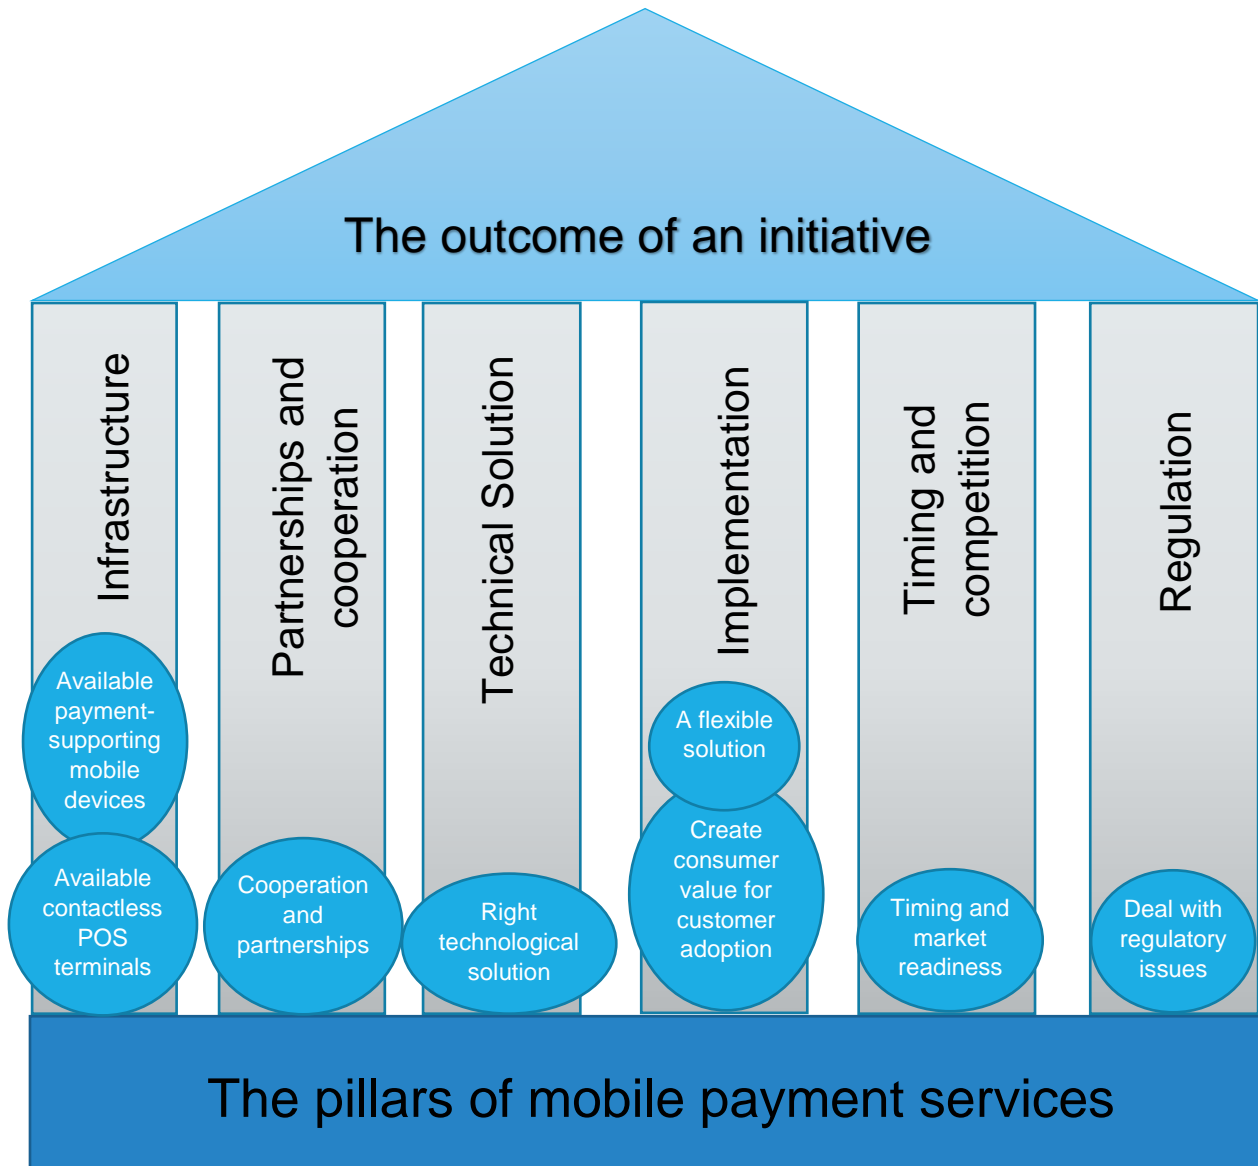 The outcome of an initiative
Infrastructure
Available
payment-
supporting
mobile
devices
Available
contactless
POS
terminals
Partnerships and
cooperation
Cooperation
and
partnerships
Technical Solution
Right
technological
solution
Implementation
A flexible
solution
Create
consumer
value for
customer
adoption
Timing and
competition
Timing and
market
readiness
Regulation
Deal with
regulatory
issues
The pillars of mobile payment services